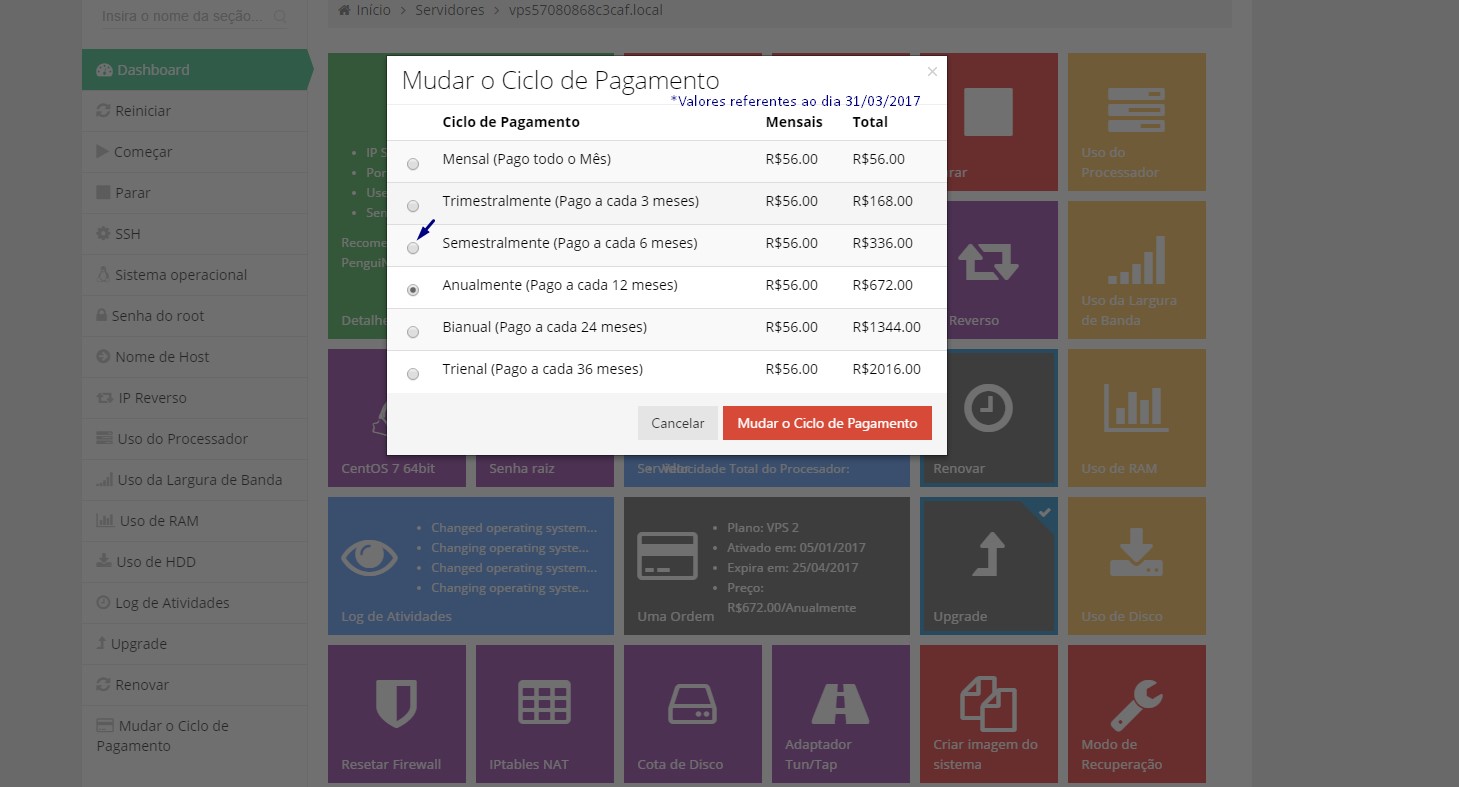 Insira o nome da seção...
Início > Servidores > vps57080868c3caf.local
Dashboard
Reiniciar
Começar
Parar
SSH
Sistema operacional
Senha do root
Nome de Host
IP Reverso
Uso do Processador
Uso da Largura de Banda
Uso de RAM
Uso de HDD
Log de Atividades
Upgrade
Renovar
Mudar o Ciclo de
Pagamento
Mudar o Ciclo de Pagamento
×
*Valores referentes ao dia 31/03/2017
Ciclo de Pagamento Mensais Total
Mensal (Pago todo o Mês) R$56.00 R$56.00
Trimestralmente (Pago a cada 3 meses) R$56.00 R$168.00
Semestralmente (Pago a cada 6 meses) R$56.00 R$336.00
Anualmente (Pago a cada 12 meses) R$56.00 R$672.00
Bianual (Pago a cada 24 meses) R$56.00 R$1344.00
Trienal (Pago a cada 36 meses) R$56.00 R$2016.00
Cancelar
Mudar o Ciclo de Pagamento
IP
Uso do
Processador
Reverso
Uso da Largura
de Banda
CentOS 7 64bit
Senha raiz
Servidor
Velocidade Total do Procesador:
Renovar
Uso de RAM
Changed operating system...
Changing operating syste...
Changed operating system...
Changing operating syste...
Log de Atividades
Plano: VPS 2
Ativado em: 05/01/2017
Expira em: 25/04/2017
Preço:
R$672.00/Anualmente
Uma Ordem
Upgrade
Uso de Disco
Resetar Firewall
IPtables NAT
Cota de Disco
Adaptador
Tun/Tap
Criar imagem do
sistema
Modo de
Recuperação